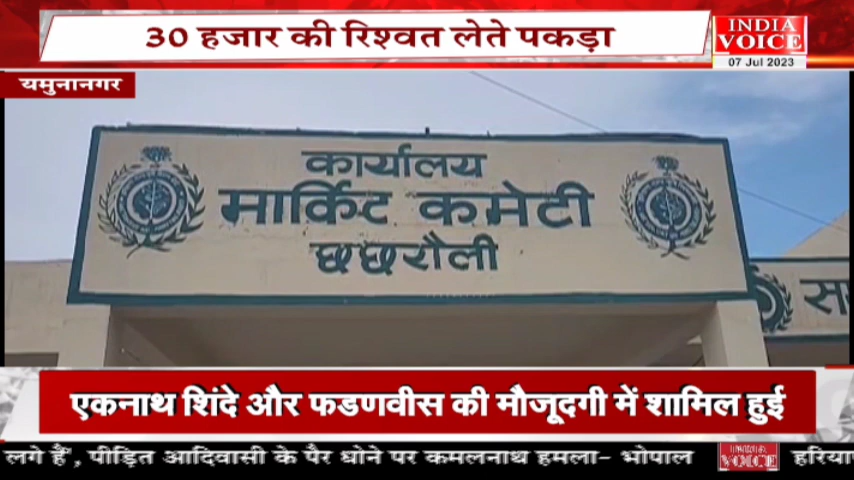 30 हजार की रिश्वत लेते पकड़ा
INDIA
VOICE
07 Jul 2023
यमुनानगर
कार्यालय
मार्किट कमेटी
छछरौली
एकनाथ शिंदे और फडणवीस की मौजूदगी में शामिल हुई
लगे हैं", पीड़ित आदिवासी के पैर धोने पर कमलनाथ हमला- भोपाल
INDIA
VOICE
हरिया